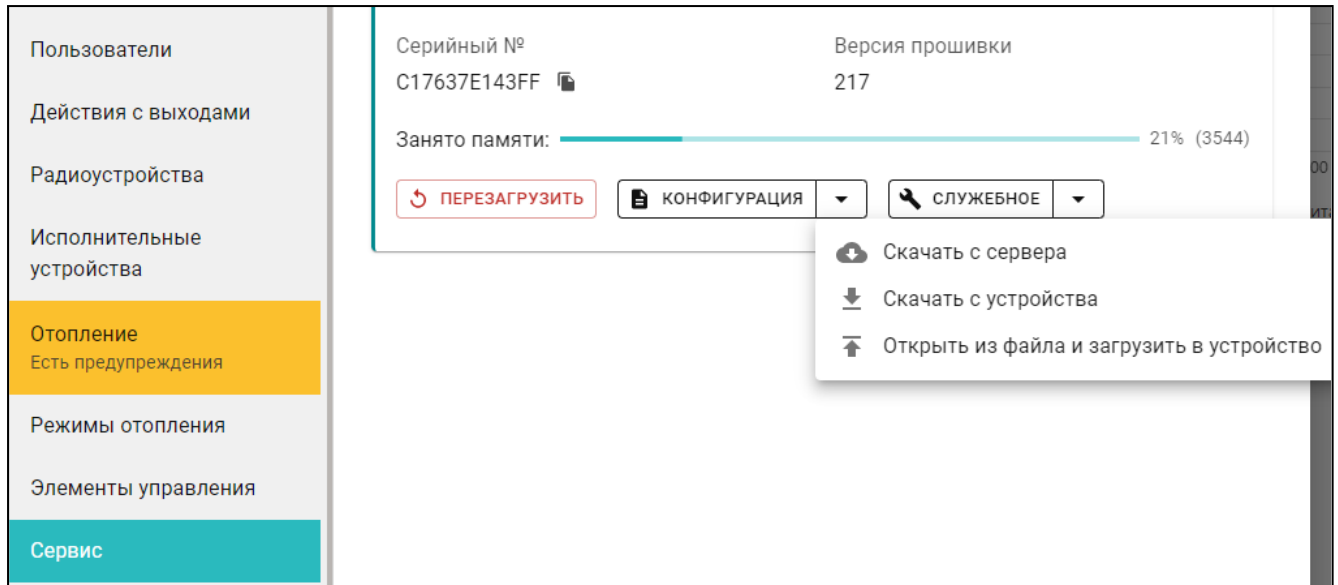 Пользователи
Действия с выходами
Радиоустройства
Исполнительные
устройства
Отопление
Есть предупреждения
Режимы отопления
Элементы управления
Сервис
Серийный № Версия прошивки
C17637E143FF 217
Занято памяти: 21% (3544)
ПЕРЕЗАГРУЗИТЬ КОНФИГУРАЦИЯ СЛУЖЕБНОЕ
Скачать с сервера
Скачать с устройства
Открыть из файла и загрузить в устройство